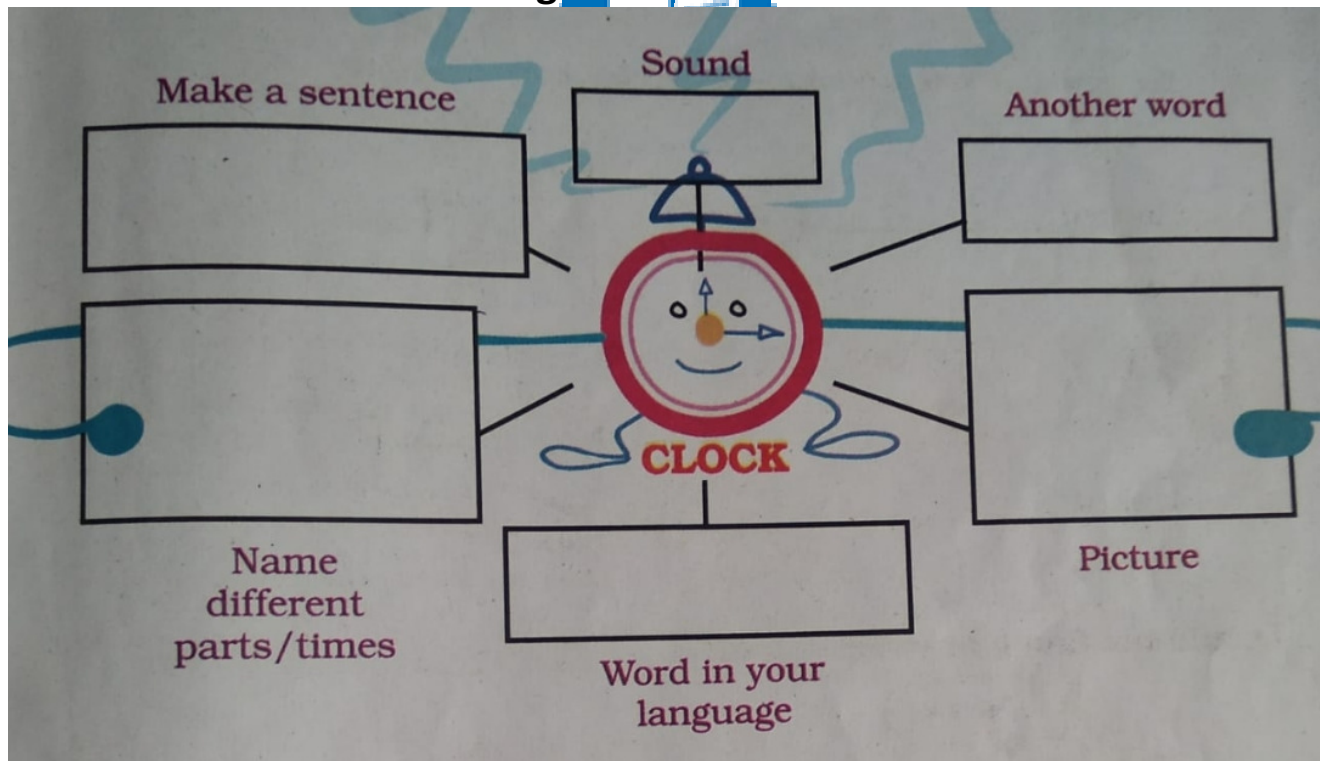 Sound
Make a sentence
Another word
CLOCK
Name
different
parts/times
Picture
Word in your
language